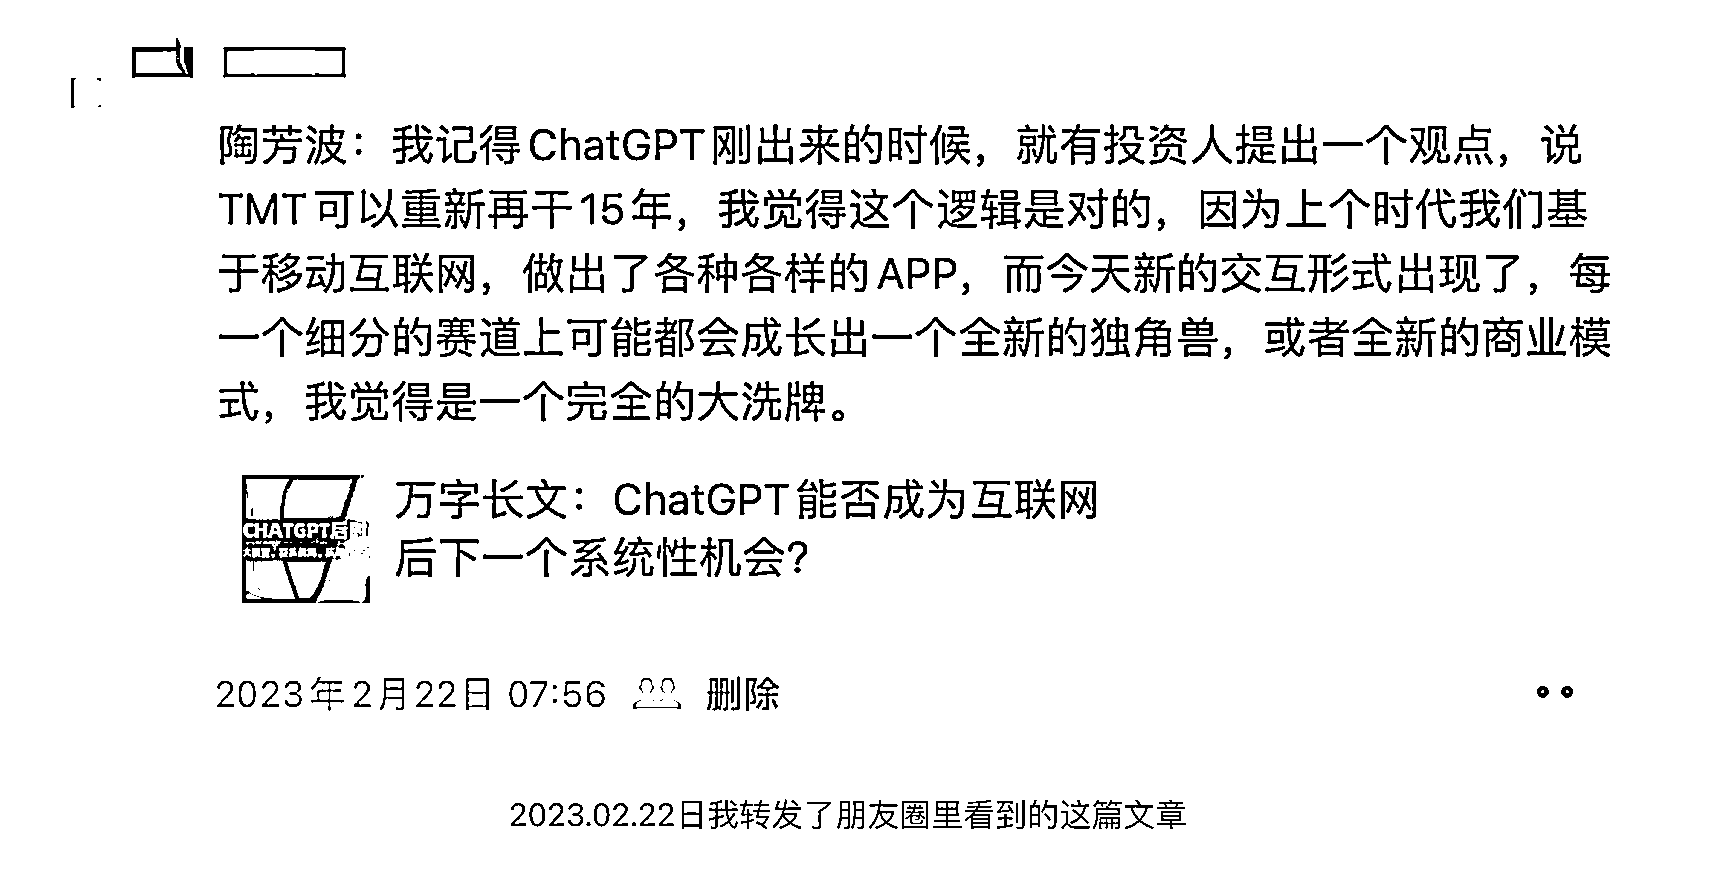 陶芳波：我记得ChatGPT刚出来的时候，就有投资人提出一个观点，说
TMT可以重新再干15年，我觉得这个逻辑是对的，因为上个时代我们基
于移动互联网，做出了各种各样的APP，而今天新的交互形式出现了，每
一个细分的赛道上可能都会成长出一个全新的独角兽，或者全新的商业模
式，我觉得是一个完全的大洗牌。
CHATGPT
万字长文：ChatGPT能否成为互联网
后下一个系统性机会？
2023年2月22日 07:56 删除
2023.02.22日我转发了朋友圈里看到的这篇文章